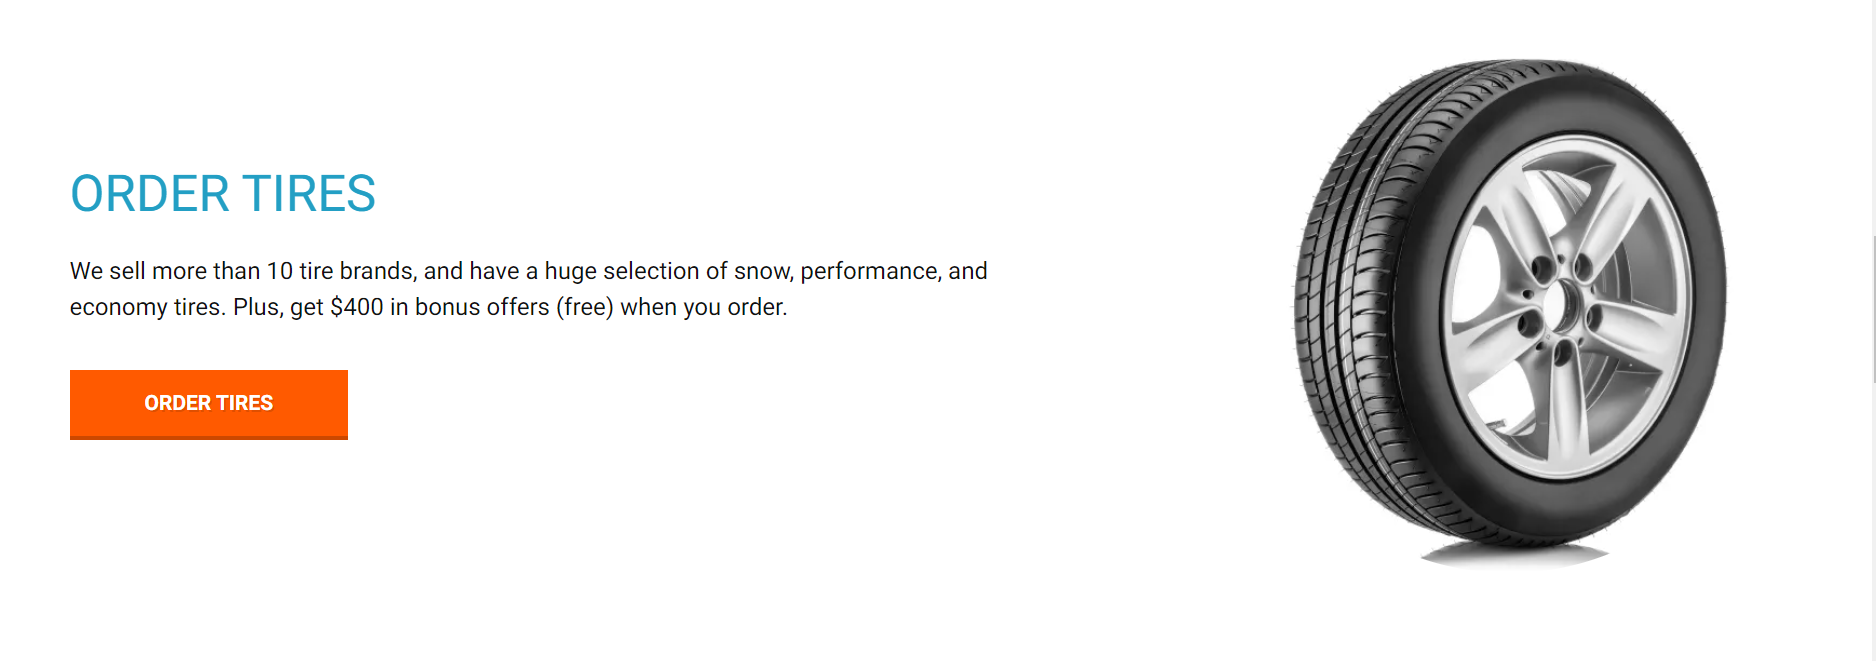 ORDER TIRES
We sell more than 10 tire brands, and have a huge selection of snow, performance, and
economy tires. Plus, get $400 in bonus offers (free) when you order.
ORDER TIRES